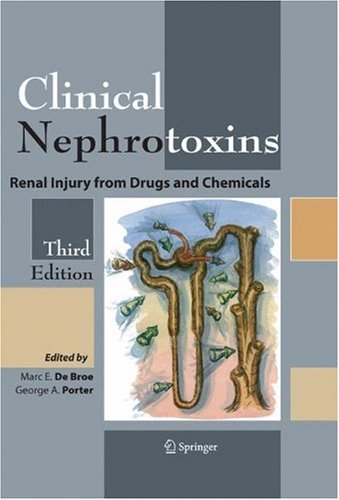 Clinical
Nephrotoxins
Renal Injury from Drugs and Chemicals
Third
Edition
Edited by
Marc E. De Broe
George A. Porter
Springer